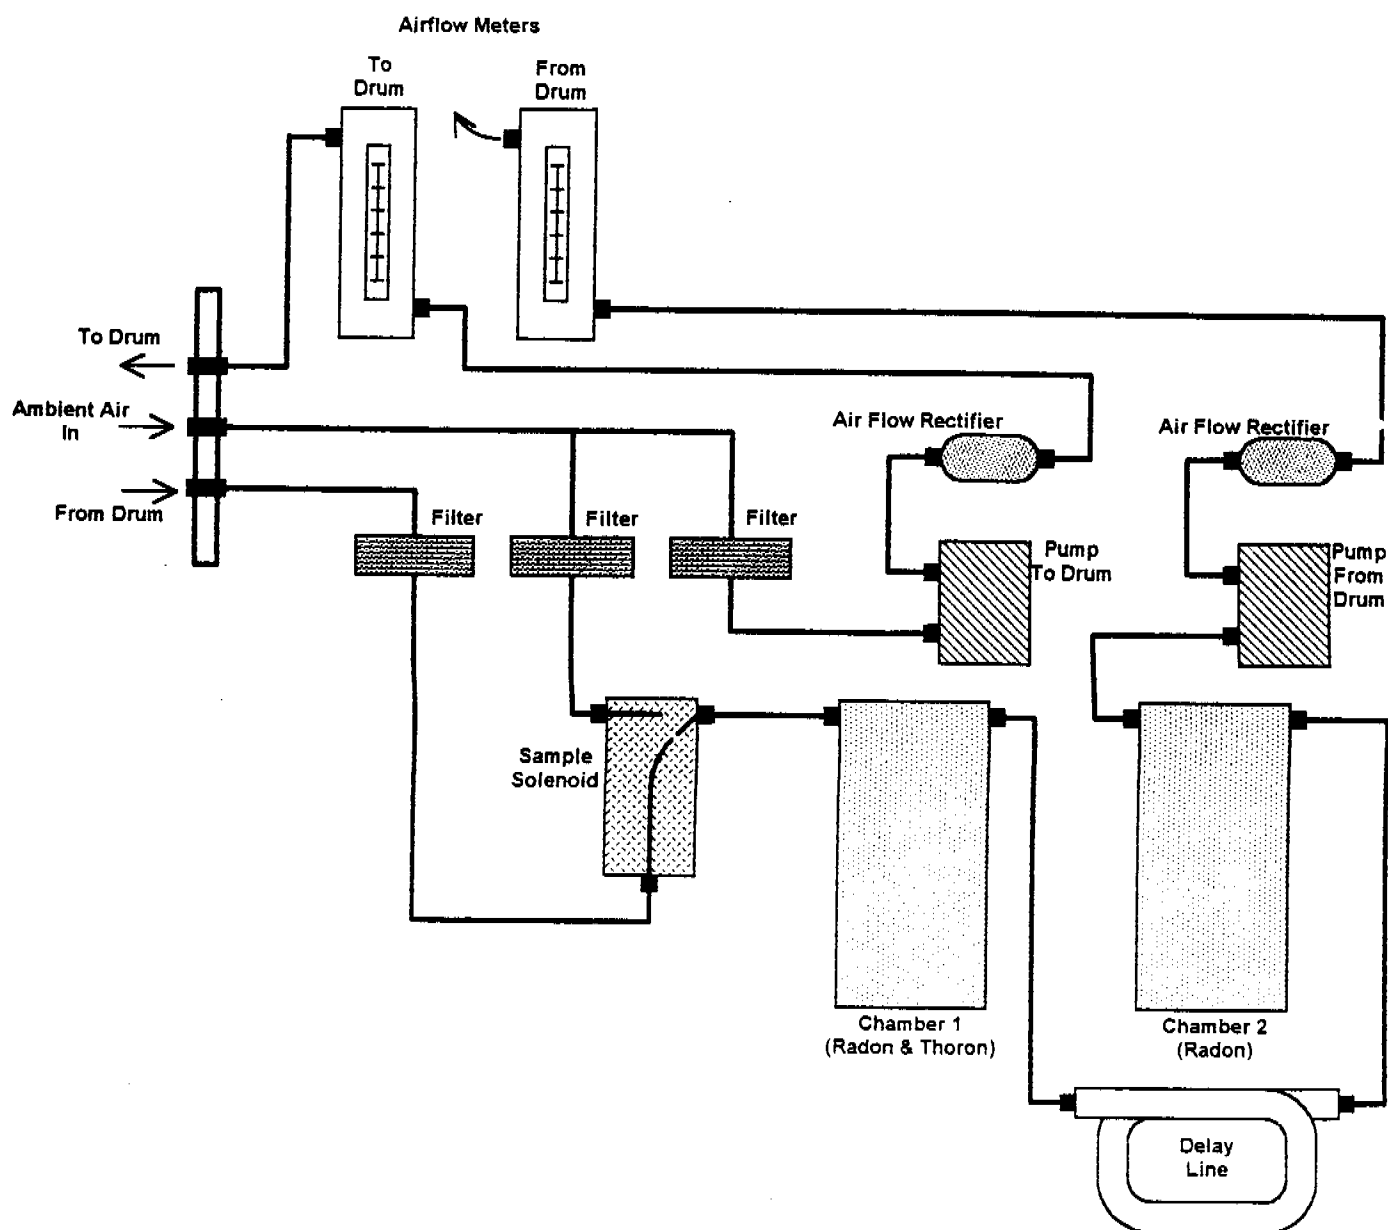 Airflow Meters
To
Drum
From
Drum
To Drum
Ambient Air
In
From Drum
Air Flow Rectifier
Air Flow Rectifier
Filter
Filter
Filter
Pump
To Drum
Pump
From
Drum
Sample
Solenoid
Chamber 1
(Radon & Thoron)
Chamber 2
(Radon)
Delay
Line